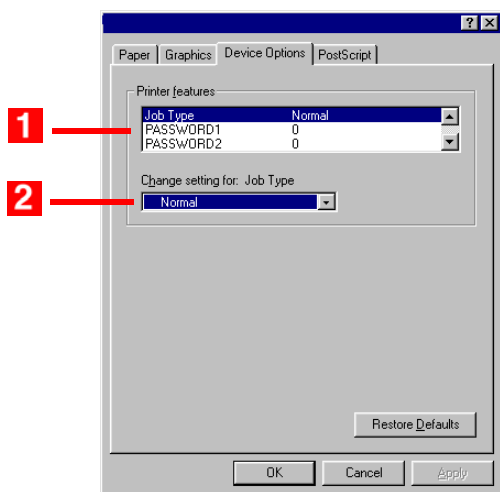 ? X
Paper Graphics Device Options PostScript
Printer features
1
Job Type Normal
PASSWORD1 0
PASSWORD2 0
Change setting for: Job Type
2
Normal
Restore Defaults
OK Cancel Apply